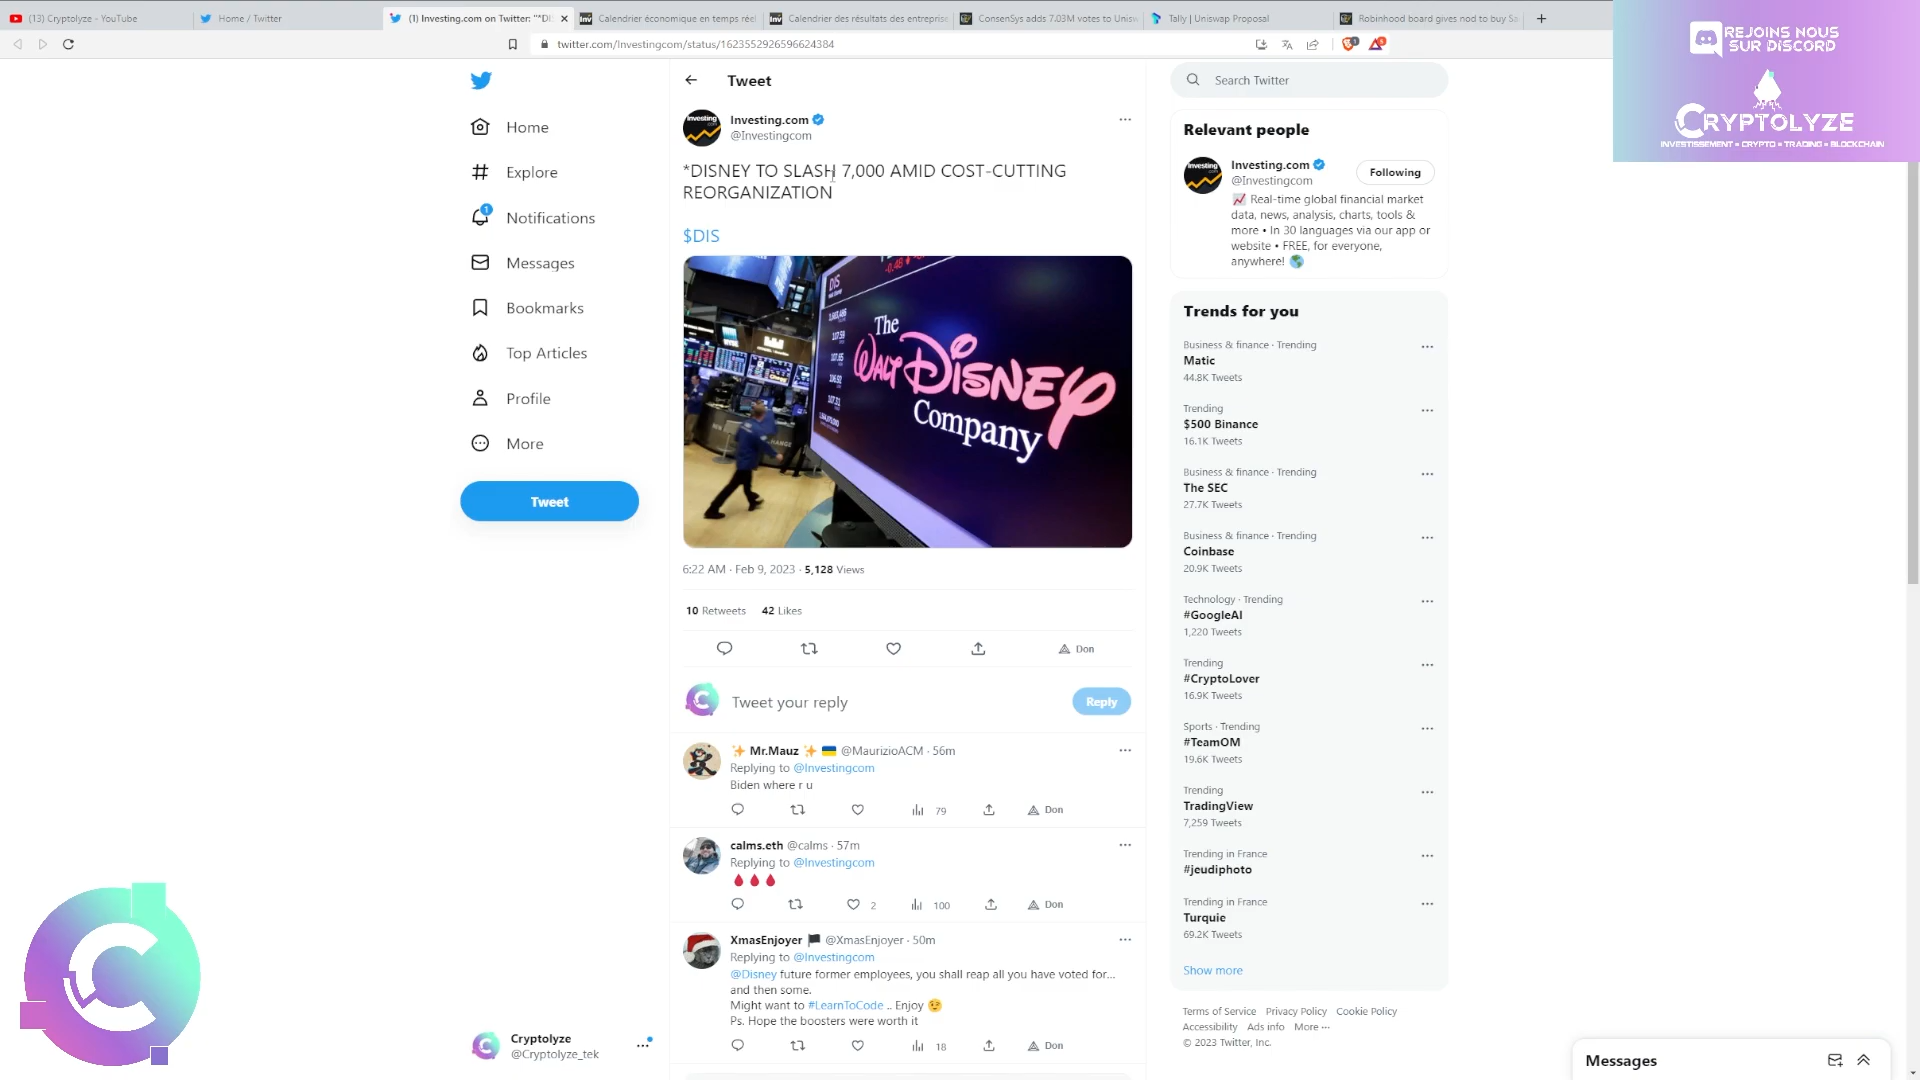 (13) Cryptolyze - YouTube
Home / Twitter
(1) Investing.com on Twitter: "*DI
Calendrier économique en temps réel
Calendrier des résultats des entreprise
ConsenSys adds 7.03M votes to Unisw
Tally | Uniswap Proposal
Robinhood board gives nod to buy Sa
twitter.com/Investingcom/status/1623552926596624384
REJOINS NOUS
SUR DISCORD
CRYPTOLYZE
INVESTISSEMENT • CRYPTO • TRADING • BLOCKCHAIN
Home
Explore
1
Notifications
Messages
Bookmarks
Top Articles
Profile
More
Tweet
Cryptolyze
@Cryptolyze_tek
Tweet
Investing.com
@Investingcom
*DISNEY TO SLASH 7,000 AMID COST-CUTTING
REORGANIZATION
$DIS
DIS
The
WALT DISNEY
Company
6:22 AM · Feb 9, 2023 · 5,128 Views
10 Retweets 42 Likes
Don
Tweet your reply
Reply
Mr.Mauz @MaurizioACM · 56m
Replying to @Investingcom
Biden where r u
79
Don
calms.eth @calms · 57m
Replying to @Investingcom
2
100
Don
XmasEnjoyer @XmasEnjoyer · 50m
Replying to @Investingcom
@Disney future former employees, you shall reap all you have voted for...
and then some.
Might want to #LearnToCode .. Enjoy
Ps. Hope the boosters were worth it
18
Don
Search Twitter
Relevant people
Investing.com
@Investingcom
Following
Real-time global financial market
data, news, analysis, charts, tools &
more • In 30 languages via our app or
website • FREE, for everyone,
anywhere!
Trends for you
Business & finance · Trending
Matic
44.8K Tweets
Trending
$500 Binance
16.1K Tweets
Business & finance · Trending
The SEC
27.7K Tweets
Business & finance · Trending
Coinbase
20.9K Tweets
Technology · Trending
#GoogleAI
1,220 Tweets
Trending
#CryptoLover
16.9K Tweets
Sports · Trending
#TeamOM
19.6K Tweets
Trending
TradingView
7,259 Tweets
Trending in France
#jeudiphoto
Trending in France
Turquie
69.2K Tweets
Show more
Terms of Service Privacy Policy Cookie Policy
Accessibility Ads info More ···
© 2023 Twitter, Inc.
Messages